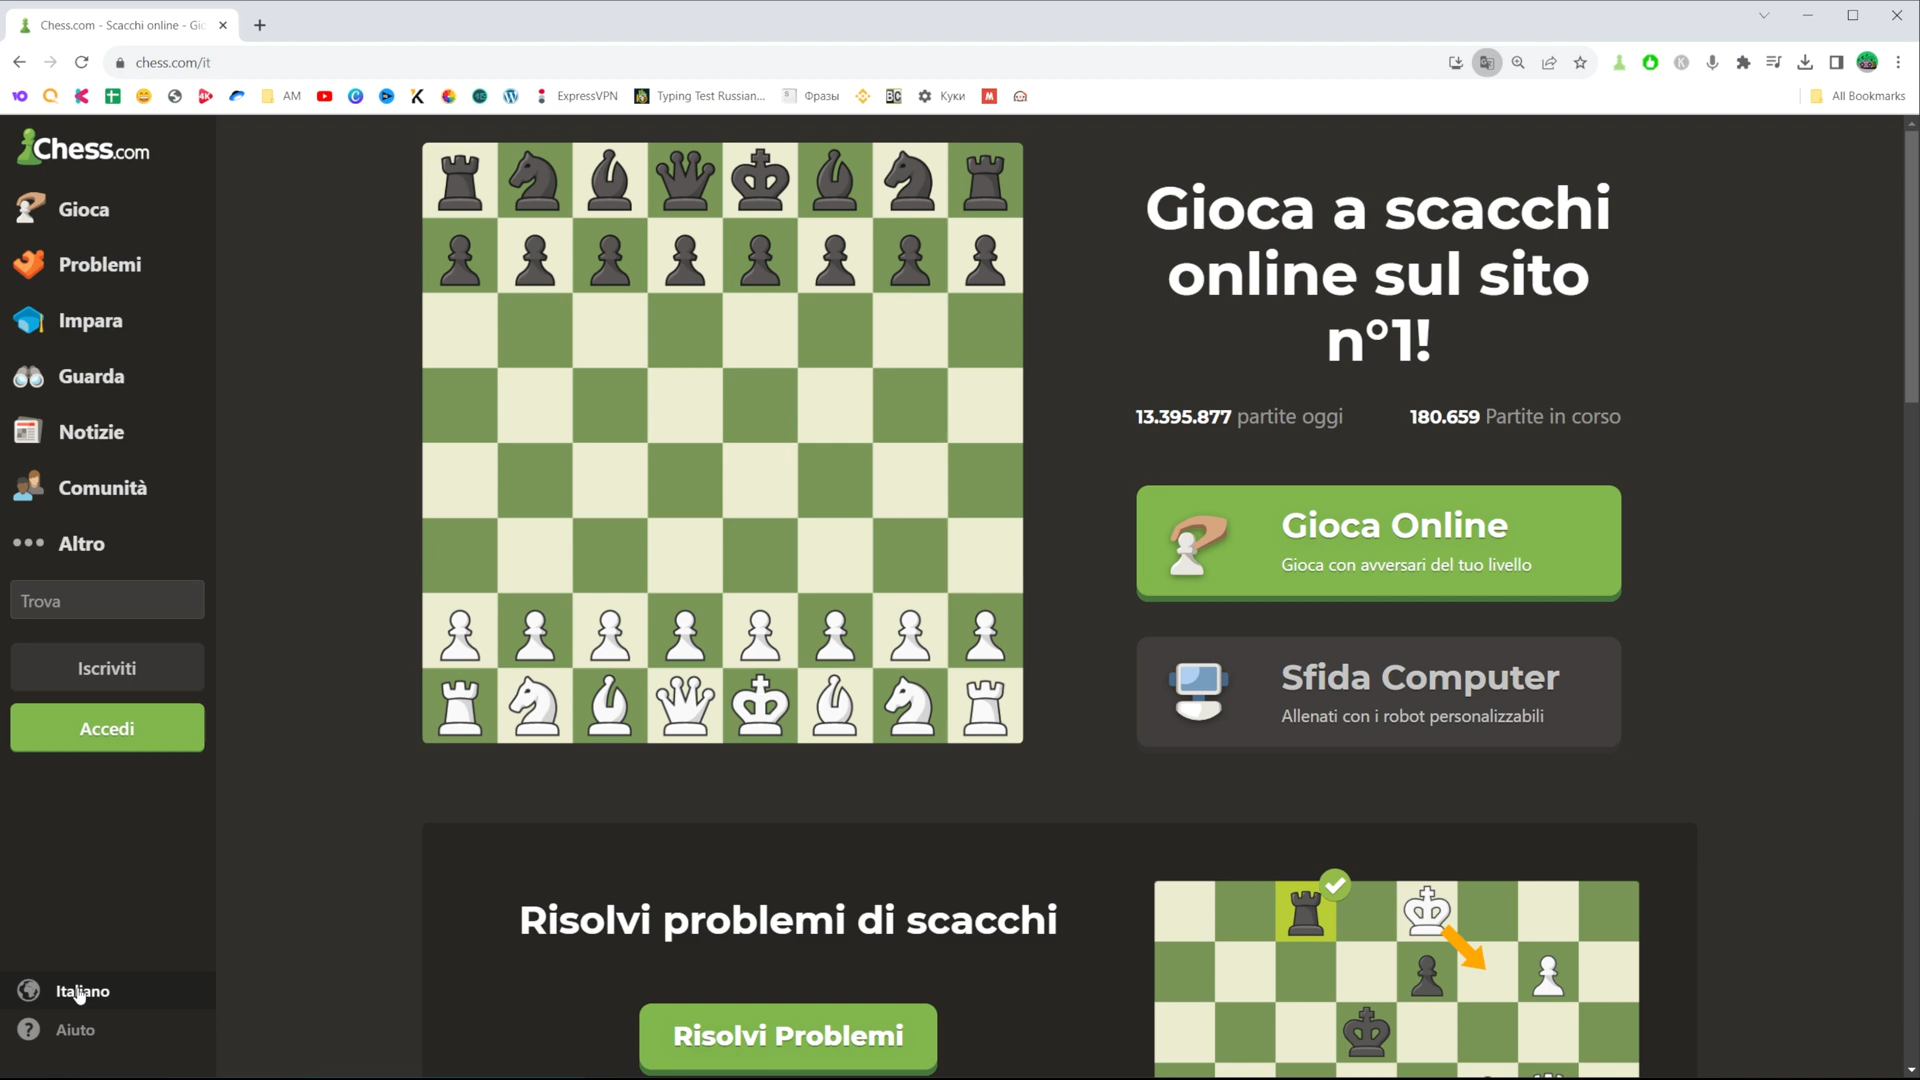 Chess.com - Scacchi online - Gio
chess.com/it
AM
ExpressVPN
Typing Test Russian...
Фразы
BC
Куки
All Bookmarks
Chess.com
Gioca
Problemi
Impara
Guarda
Notizie
Comunità
Altro
Trova
Iscriviti
Accedi
Italiano
Aiuto
Gioca a scacchi
online sul sito
n°1!
13.395.877 partite oggi
180.659 Partite in corso
Gioca Online
Gioca con avversari del tuo livello
Sfida Computer
Allenati con i robot personalizzabili
Risolvi problemi di scacchi
Risolvi Problemi